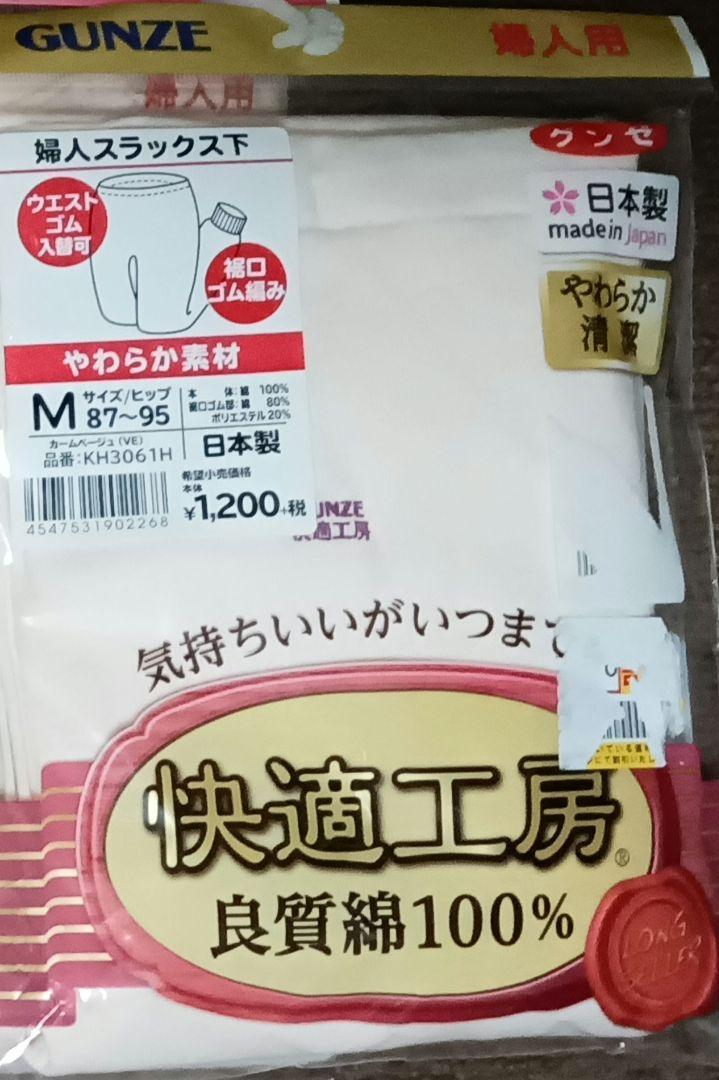 GUNZE
婦人用
婦人用
グンゼ
婦人スラックス下
ウエスト
ゴム
入替可
裾口
ゴム編み
日本製
made in Japan
やわらか
清潔
やわらか素材
M
サイズ/ヒップ
87～95
本体:綿 100%
裾口ゴム部:綿 80%
ポリエステル20%
カームベージュ(VE)
品番:KH3061H
日本製
希望小売価格
本体
¥1,200+税
4547531902268
UNZE
快適工房
気持ちいいがいつまで
快適工房®
良質綿100%
LONG
SELLER